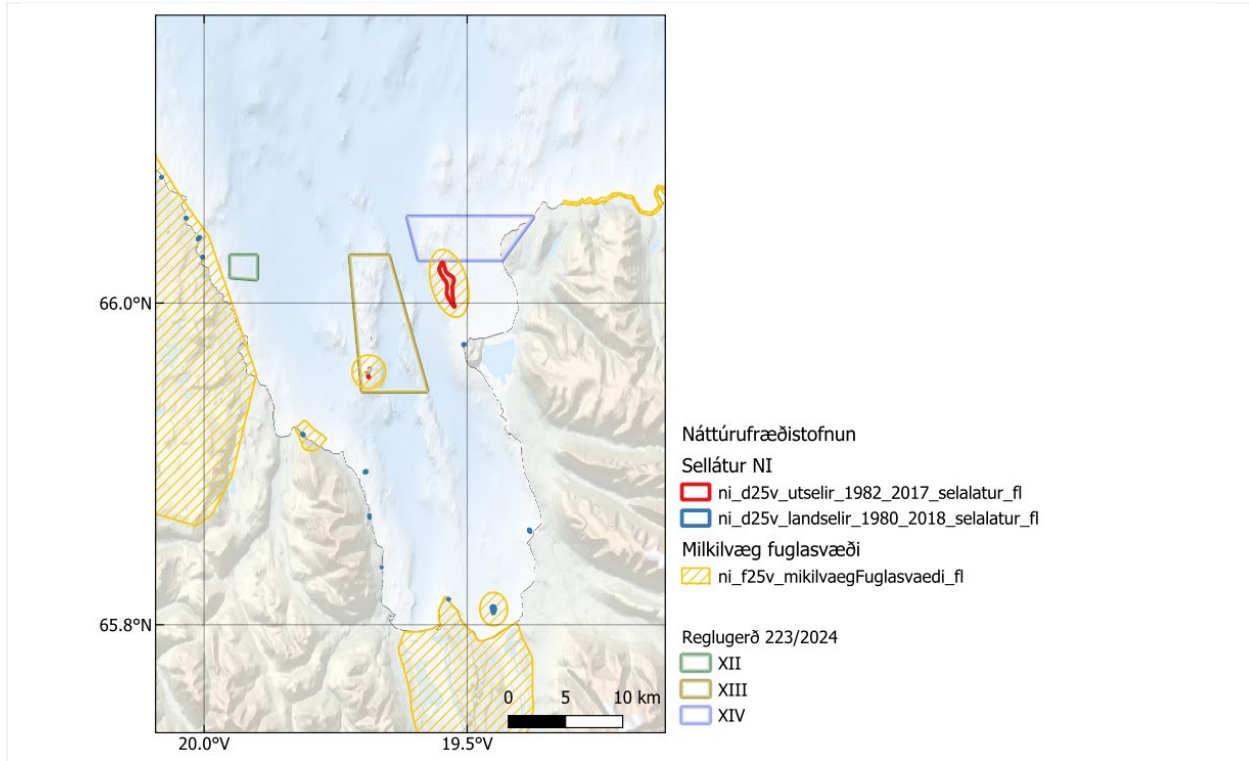 66.0°N
65.8°N
20.0°V
19.5°V
0 5 10 km
Náttúrufræðistofnun
Sellátur NI
ni_d25v_utselir_1982_2017_selalatur_fl
ni_d25v_landselir_1980_2018_selalatur_fl
Milkilvæg fuglasvæði
ni_f25v_mikilvaegFuglasvaedi_fl
Reglugerð 223/2024
XII
XIII
XIV